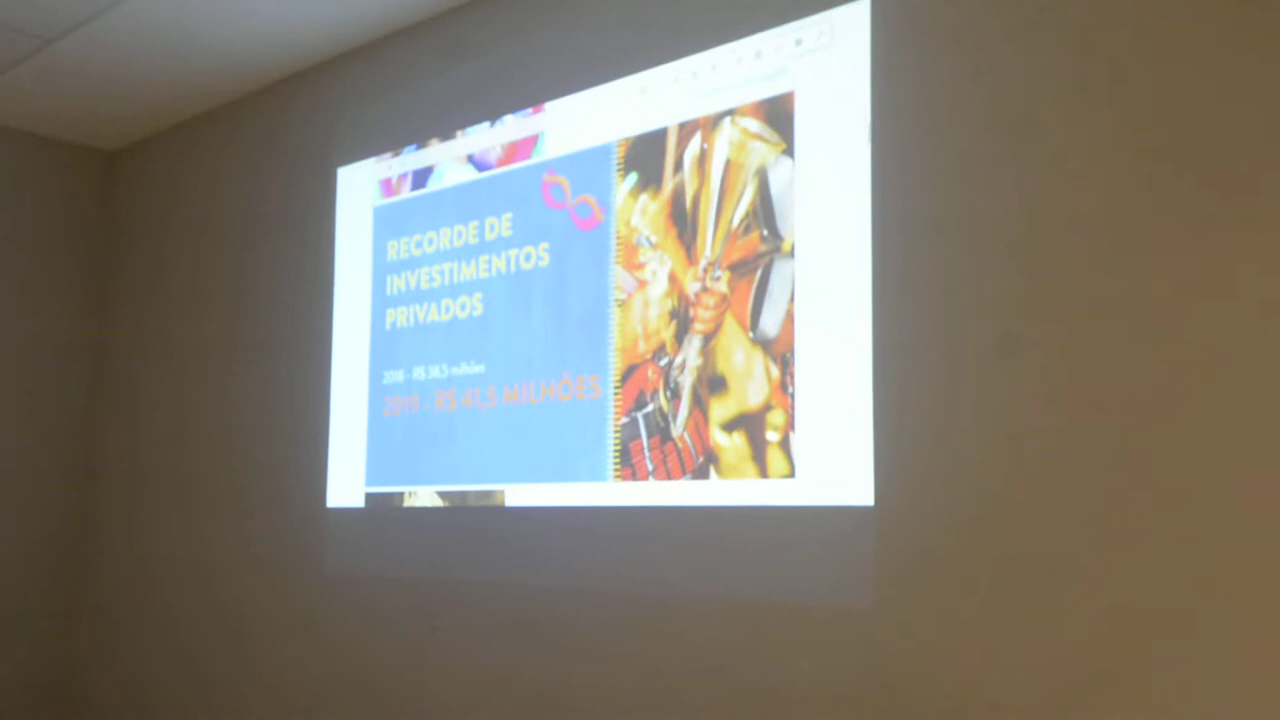 RECORDE DE
INVESTIMENTOS
PRIVADOS
2018 - R$ 38,5 milhões
2019 - R$ 41,5 MILHÕES